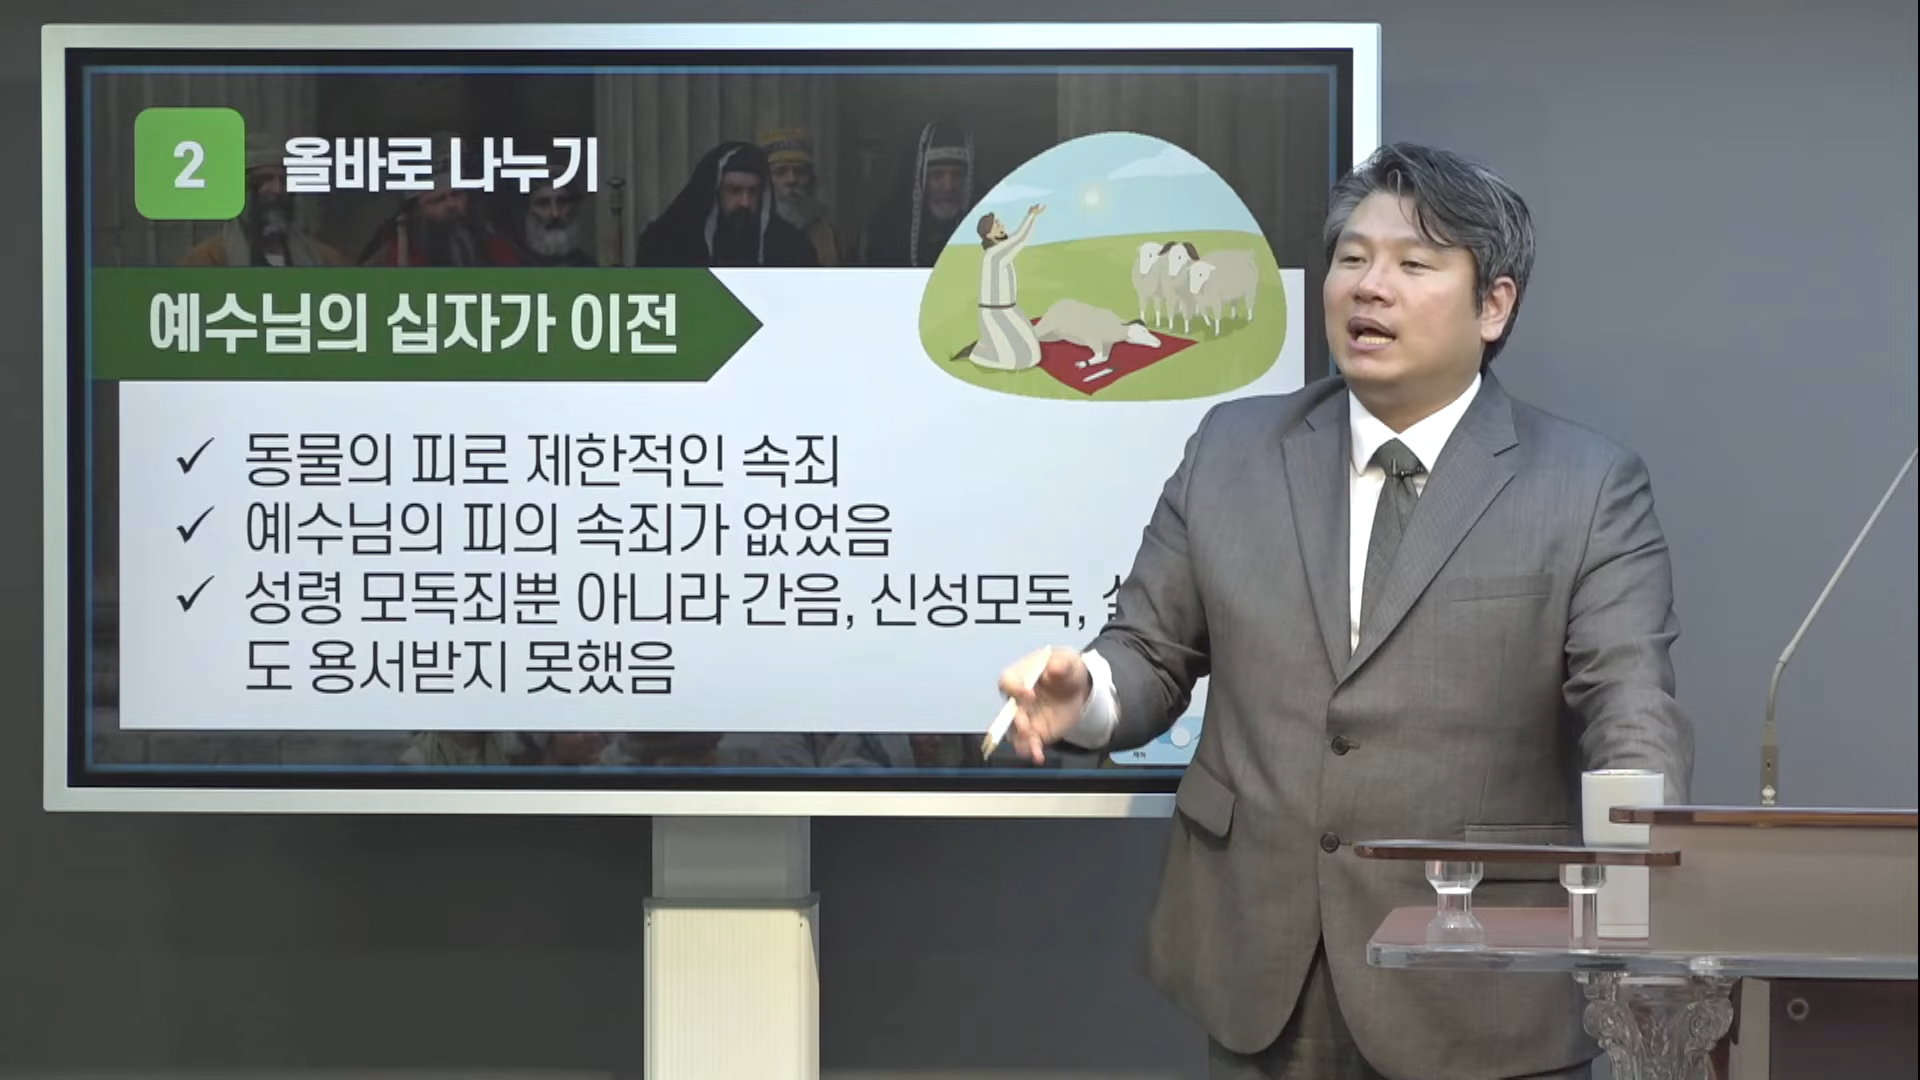 2 올바로 나누기
예수님의 십자가 이전
✓ 동물의 피로 제한적인 속죄
✓ 예수님의 피의 속죄가 없었음
✓ 성령 모독죄뿐 아니라 간음, 신성모독,
도 용서받지 못했음